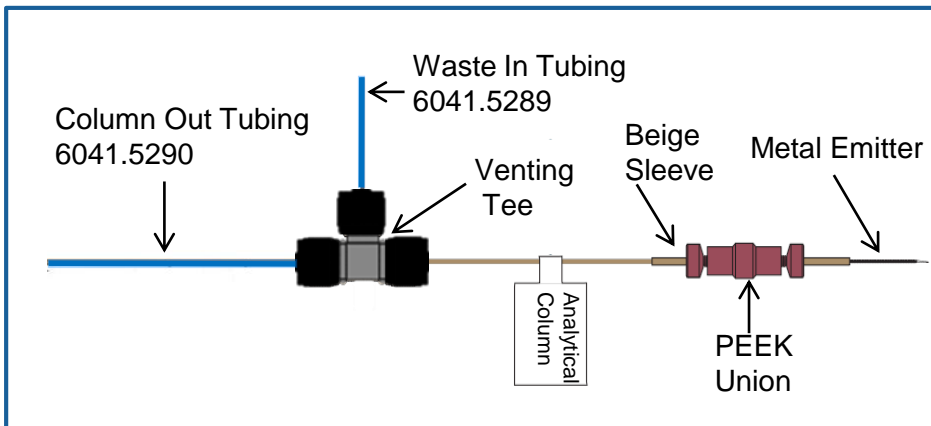 Waste In Tubing
6041.5289
Column Out Tubing
6041.5290
Venting
Tee
Beige
Sleeve
Metal Emitter
Analytical
Column
PEEK
Union